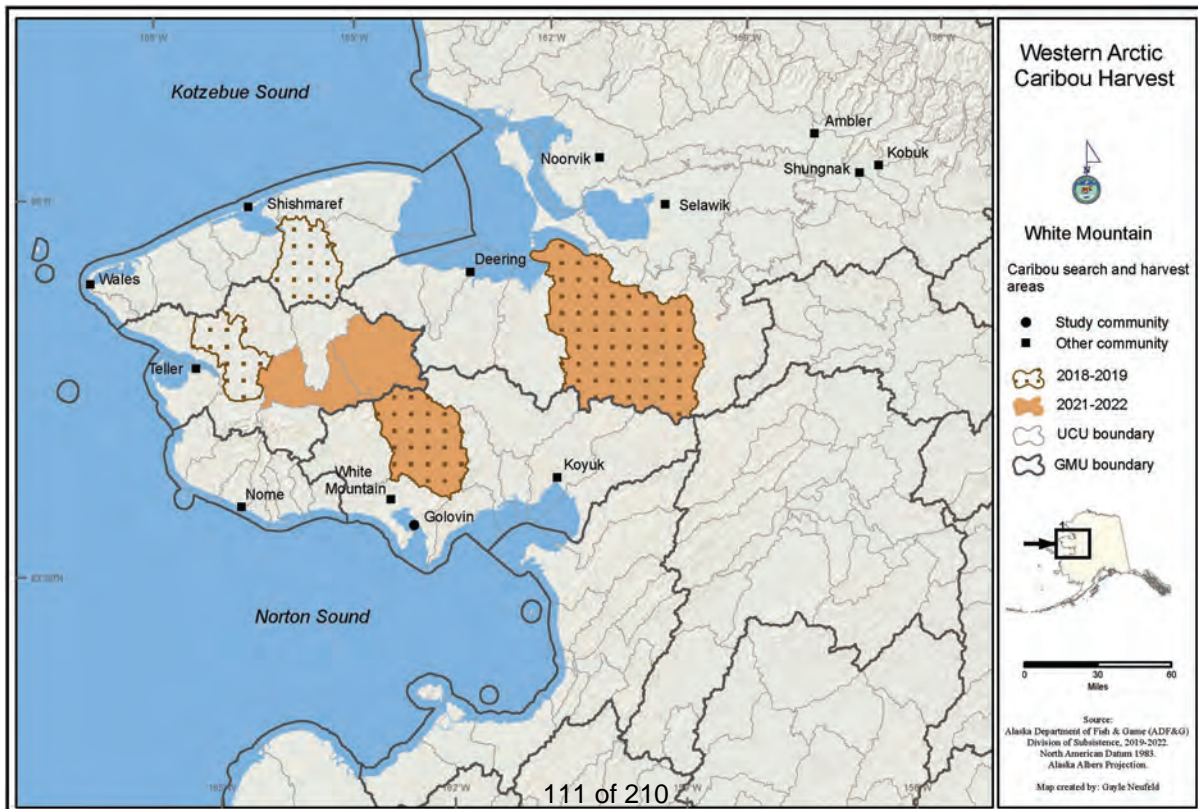 Kotzebue Sound
Ambler
Noorvik
Kobuk
Shungnak
Shishmaref
Selawik
Deering
Wales
Teller
Koyuk
White
Mountain
Nome
Golovin
Norton Sound
111 of 210
Western Arctic
Caribou Harvest
N
White Mountain
Caribou search and harvest
areas
Study community
Other community
2018-2019
2021-2022
UCU boundary
GMU boundary
0 30 60
Miles
Source:
Alaska Department of Fish & Game (ADF&G)
Division of Subsistence, 2019-2022.
North American Datum 1983.
Alaska Albers Projection.
Map created by: Gayle Neufeld